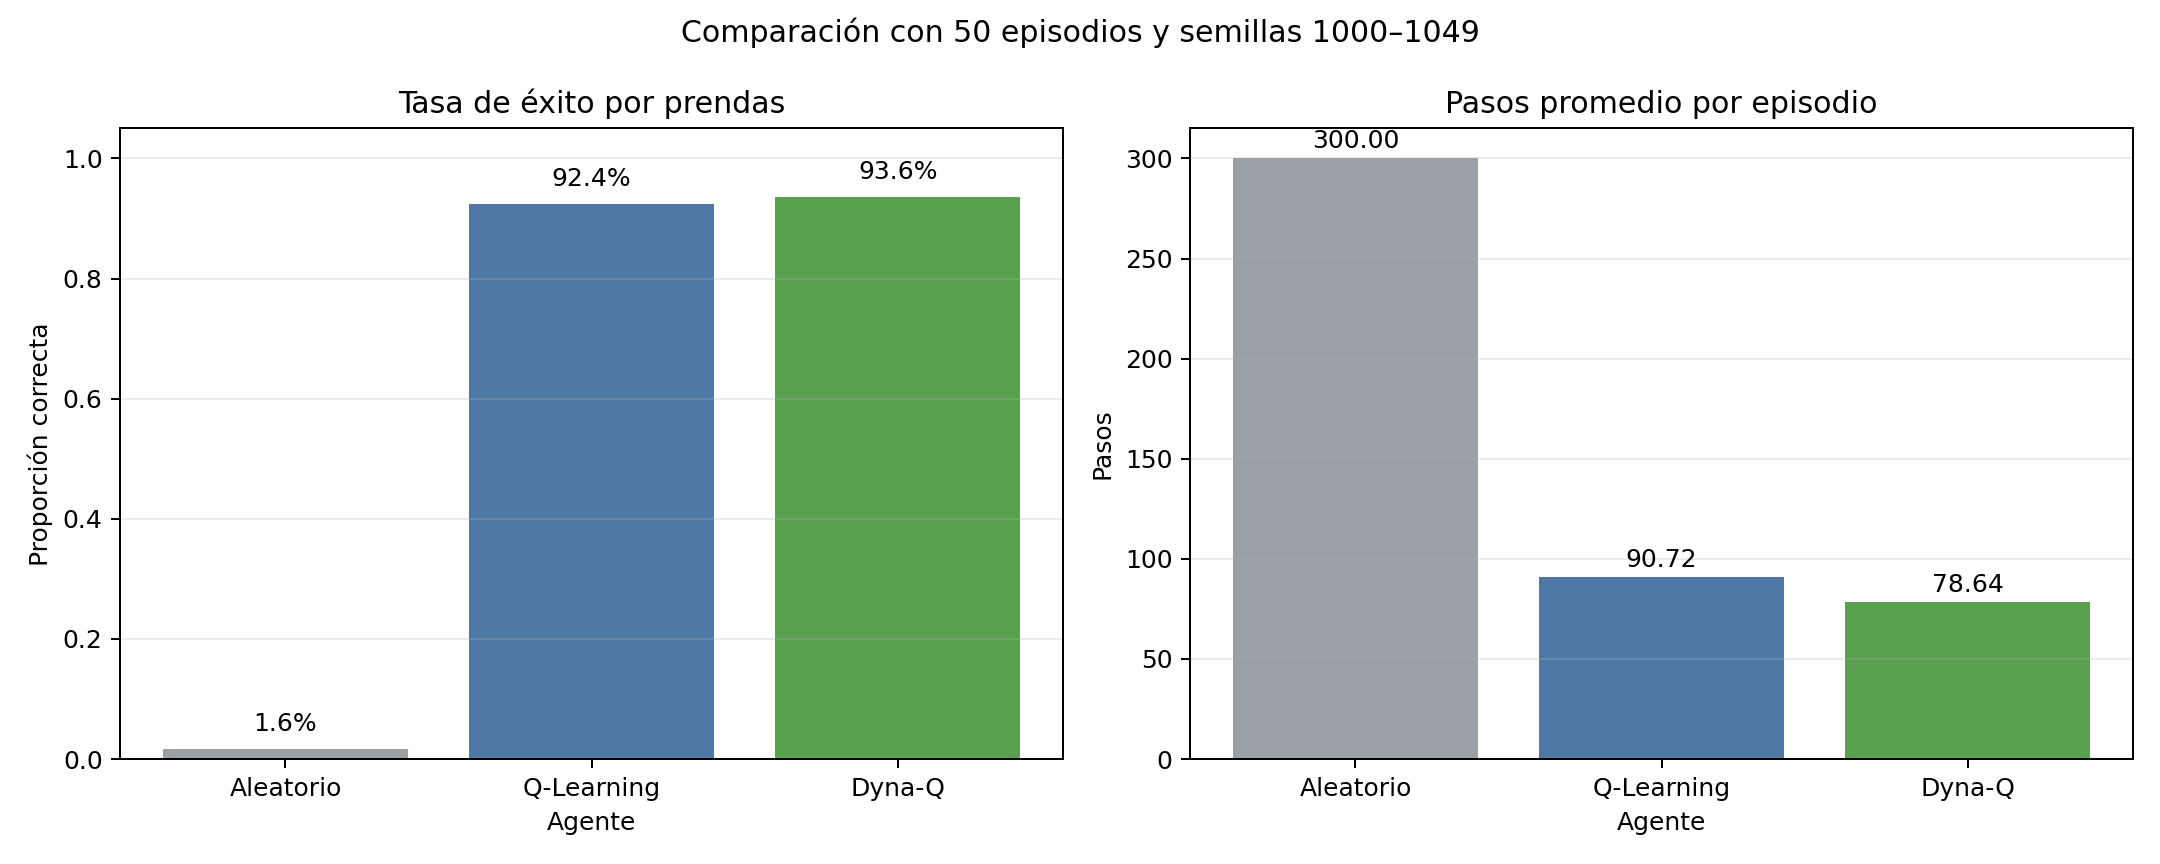 Comparación con 50 episodios y semillas 1000–1049
Tasa de éxito por prendas
Proporción correcta
1.0
0.8
0.6
0.4
0.2
0.0
1.6%
92.4%
93.6%
Aleatorio
Q-Learning
Dyna-Q
Agente
Pasos promedio por episodio
Pasos
300
250
200
150
100
50
0
300.00
90.72
78.64
Aleatorio
Q-Learning
Dyna-Q
Agente